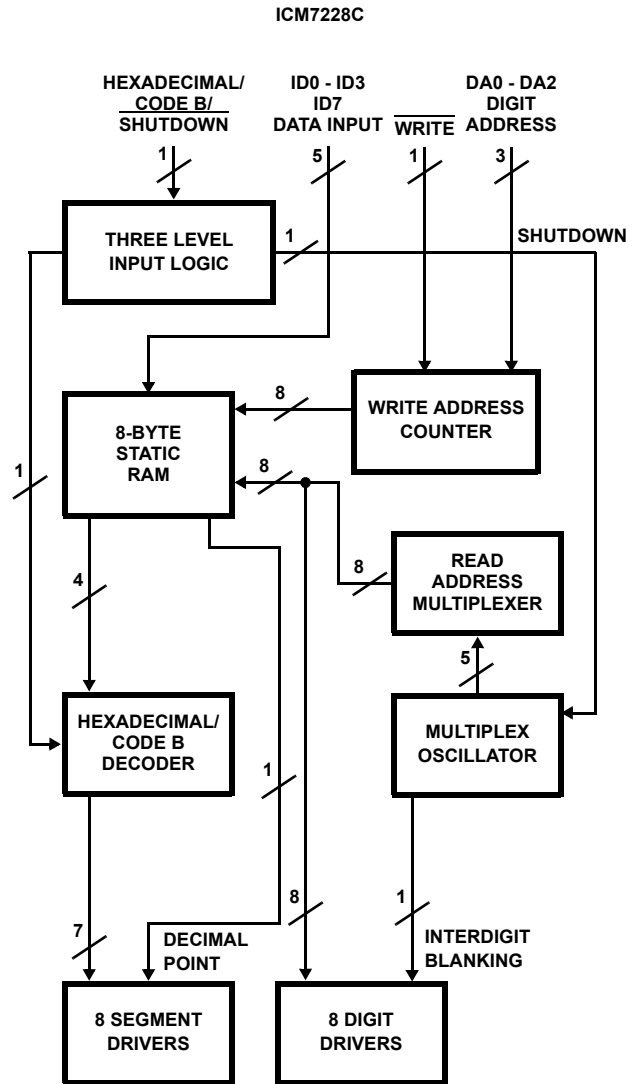 ICM7228C
HEXADECIMAL/
CODE B/
SHUTDOWN
ID0 - ID3
ID7
DATA INPUT
WRITE
DA0 - DA2
DIGIT
ADDRESS
1
5
1
3
THREE LEVEL
INPUT LOGIC
1
SHUTDOWN
8-BYTE
STATIC
RAM
8
WRITE ADDRESS
COUNTER
1
8
4
8
READ
ADDRESS
MULTIPLEXER
5
HEXADECIMAL/
CODE B
DECODER
1
MULTIPLEX
OSCILLATOR
7
DECIMAL
POINT
8
1
INTERDIGIT
BLANKING
8 SEGMENT
DRIVERS
8 DIGIT
DRIVERS